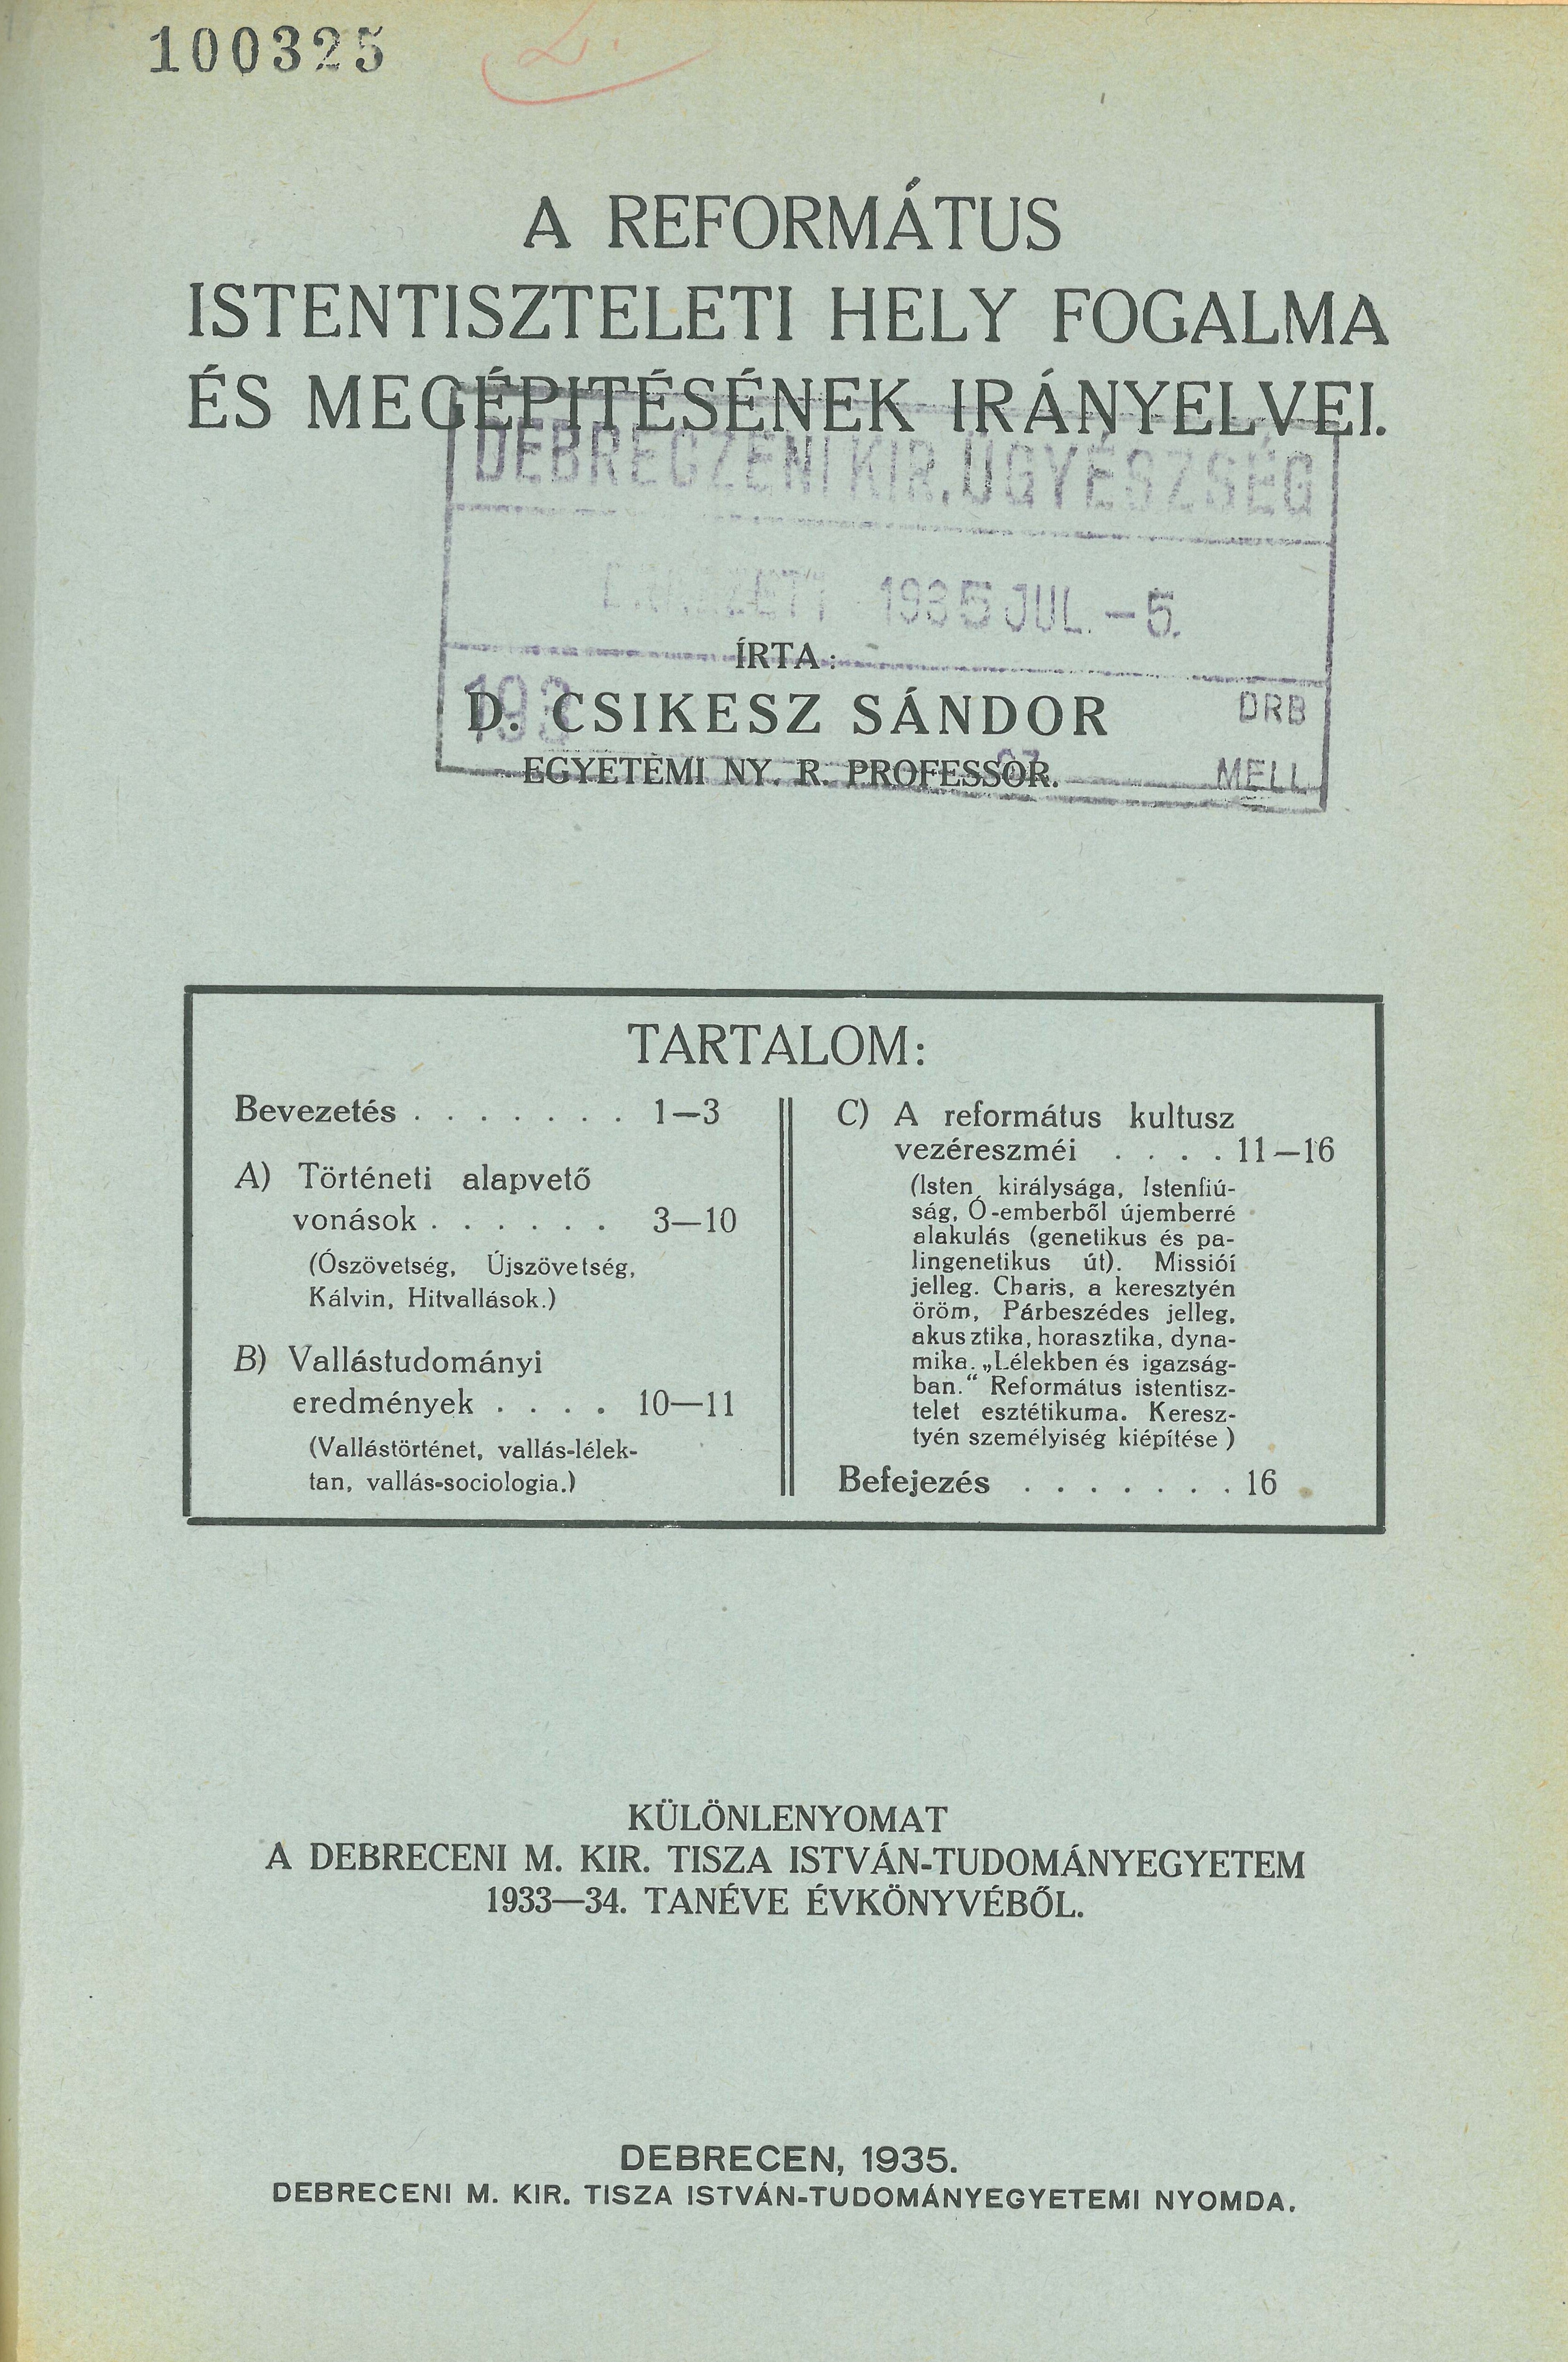 100325
A REFORMÁTUS
ISTENTISZTELETI HELY FOGALMA
ÉS MEGÉPITÉSÉNEK IRÁNYELVEI.
DEBRECZENI KIR. ÜGYÉSZSÉG
1935 JUL. — 5.
ÍRTA:
D. CSIKESZ SÁNDOR
DRB
EGYETEMI NY. R. PROFESSOR.
MELL
TARTALOM:
Bevezetés . . . . . . . 1—3
A) Történeti alapvető
vonások . . . . . . 3—10
(Ószövetség, Újszövetség,
Kálvin, Hitvallások.)
B) Vallástudományi
eredmények . . . . 10—11
(Vallástörténet, vallás-lélek-
tan, vallás-sociologia.)
C) A református kultusz
vezéreszméi . . . . 11—16
(Isten királysága, Istenfiú-
ság, Ó-emberből újemberré
alakulás (genetikus és pa-
lingenetikus út). Missiói
jelleg. Charis, a keresztyén
öröm, Párbeszédes jelleg,
akusztika, horasztika, dyna-
mika. „Lélekben és igazság-
ban.“ Református istentisz-
telet esztétikuma. Keresz-
tyén személyiség kiépítése )
Befejezés . . . . . . . 16
KÜLÖNLENYOMAT
A DEBRECENI M. KIR. TISZA ISTVÁN-TUDOMÁNYEGYETEM
1933—34. TANÉVE ÉVKÖNYVÉBŐL.
DEBRECEN, 1935.
DEBRECENI M. KIR. TISZA ISTVÁN-TUDOMÁNYEGYETEMI NYOMDA.